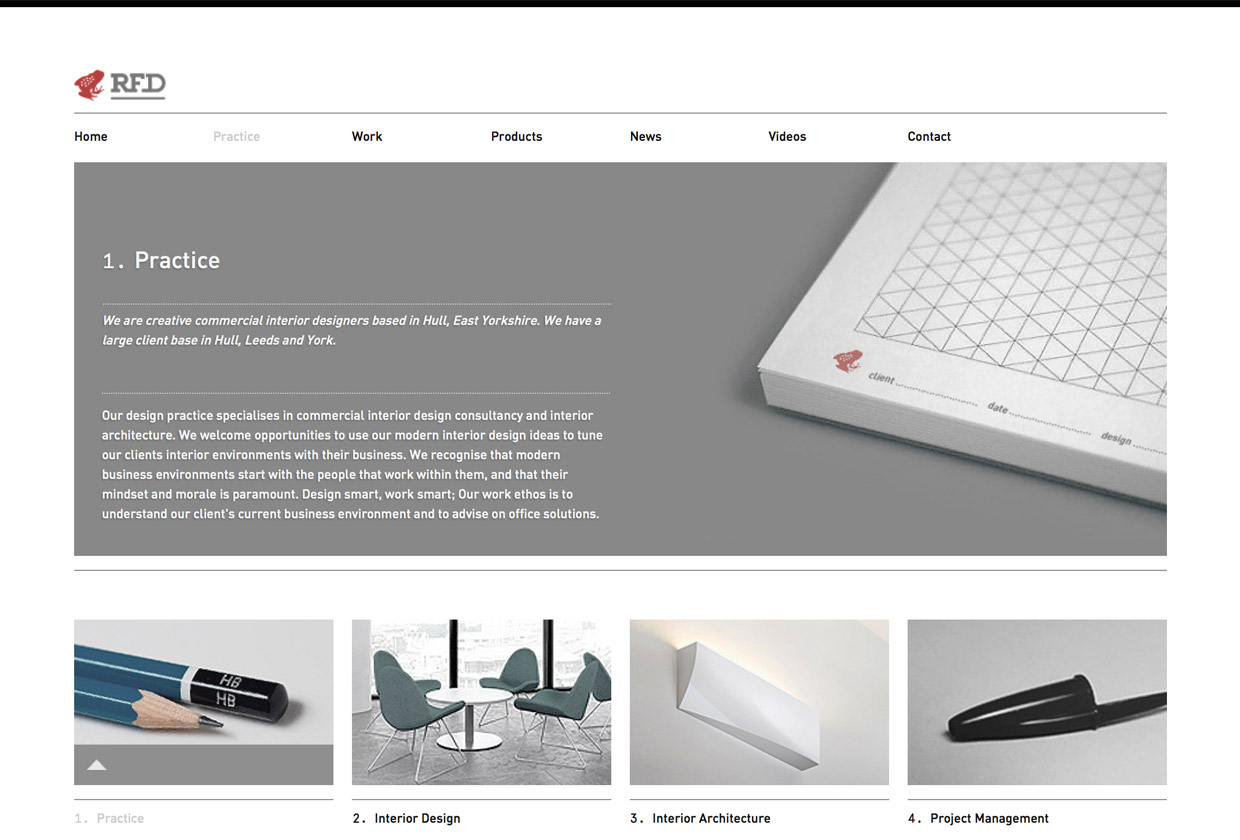 RFD
Home Practice Work Products News Videos Contact
1. Practice
We are creative commercial interior designers based in Hull, East Yorkshire. We have a
large client base in Hull, Leeds and York.
Our design practice specialises in commercial interior design consultancy and interior
architecture. We welcome opportunities to use our modern interior design ideas to tune
our clients interior environments with their business. We recognise that modern
business environments start with the people that work within them, and that their
mindset and morale is paramount. Design smart, work smart; Our work ethos is to
understand our client's current business environment and to advise on office solutions.
client date design
HB
HB
1. Practice
2. Interior Design
3. Interior Architecture
4. Project Management